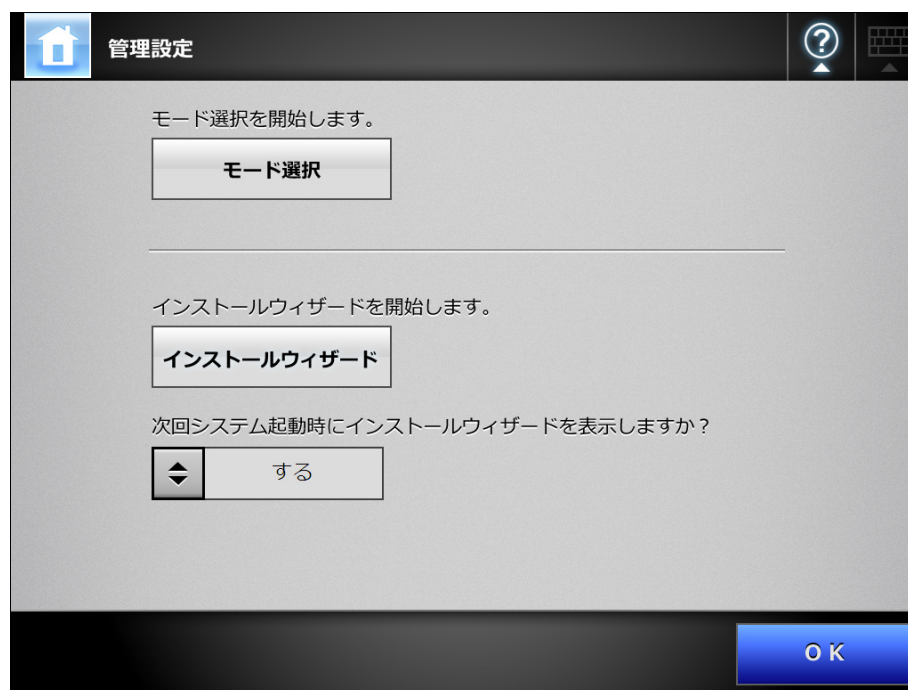 管理設定
?
モード選択を開始します。
モード選択
インストールウィザードを開始します。
インストールウィザード
次回システム起動時にインストールウィザードを表示しますか？
する
OK